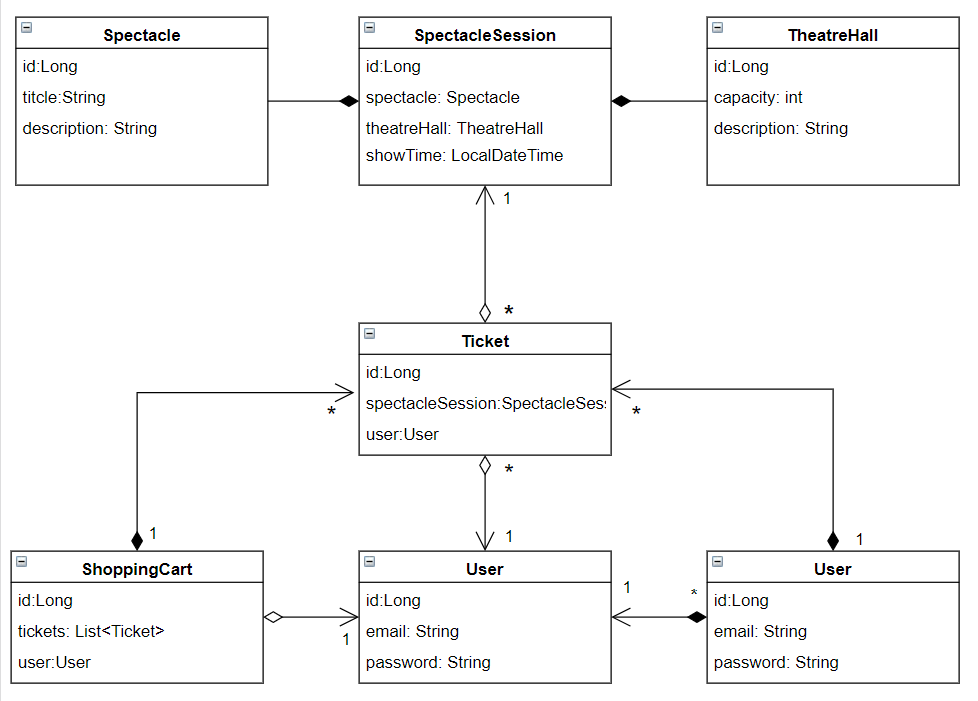 Spectacle
id:Long
titcle:String
description: String
SpectacleSession
id:Long
spectacle: Spectacle
theatreHall: TheatreHall
showTime: LocalDateTime
TheatreHall
id:Long
capacity: int
description: String
1
*
Ticket
id:Long
spectacleSession:SpectacleSes
user:User
*
*
*
1
1
1
ShoppingCart
id:Long
tickets: List<Ticket>
user:User
1
User
id:Long
email: String
password: String
1
*
User
id:Long
email: String
password: String